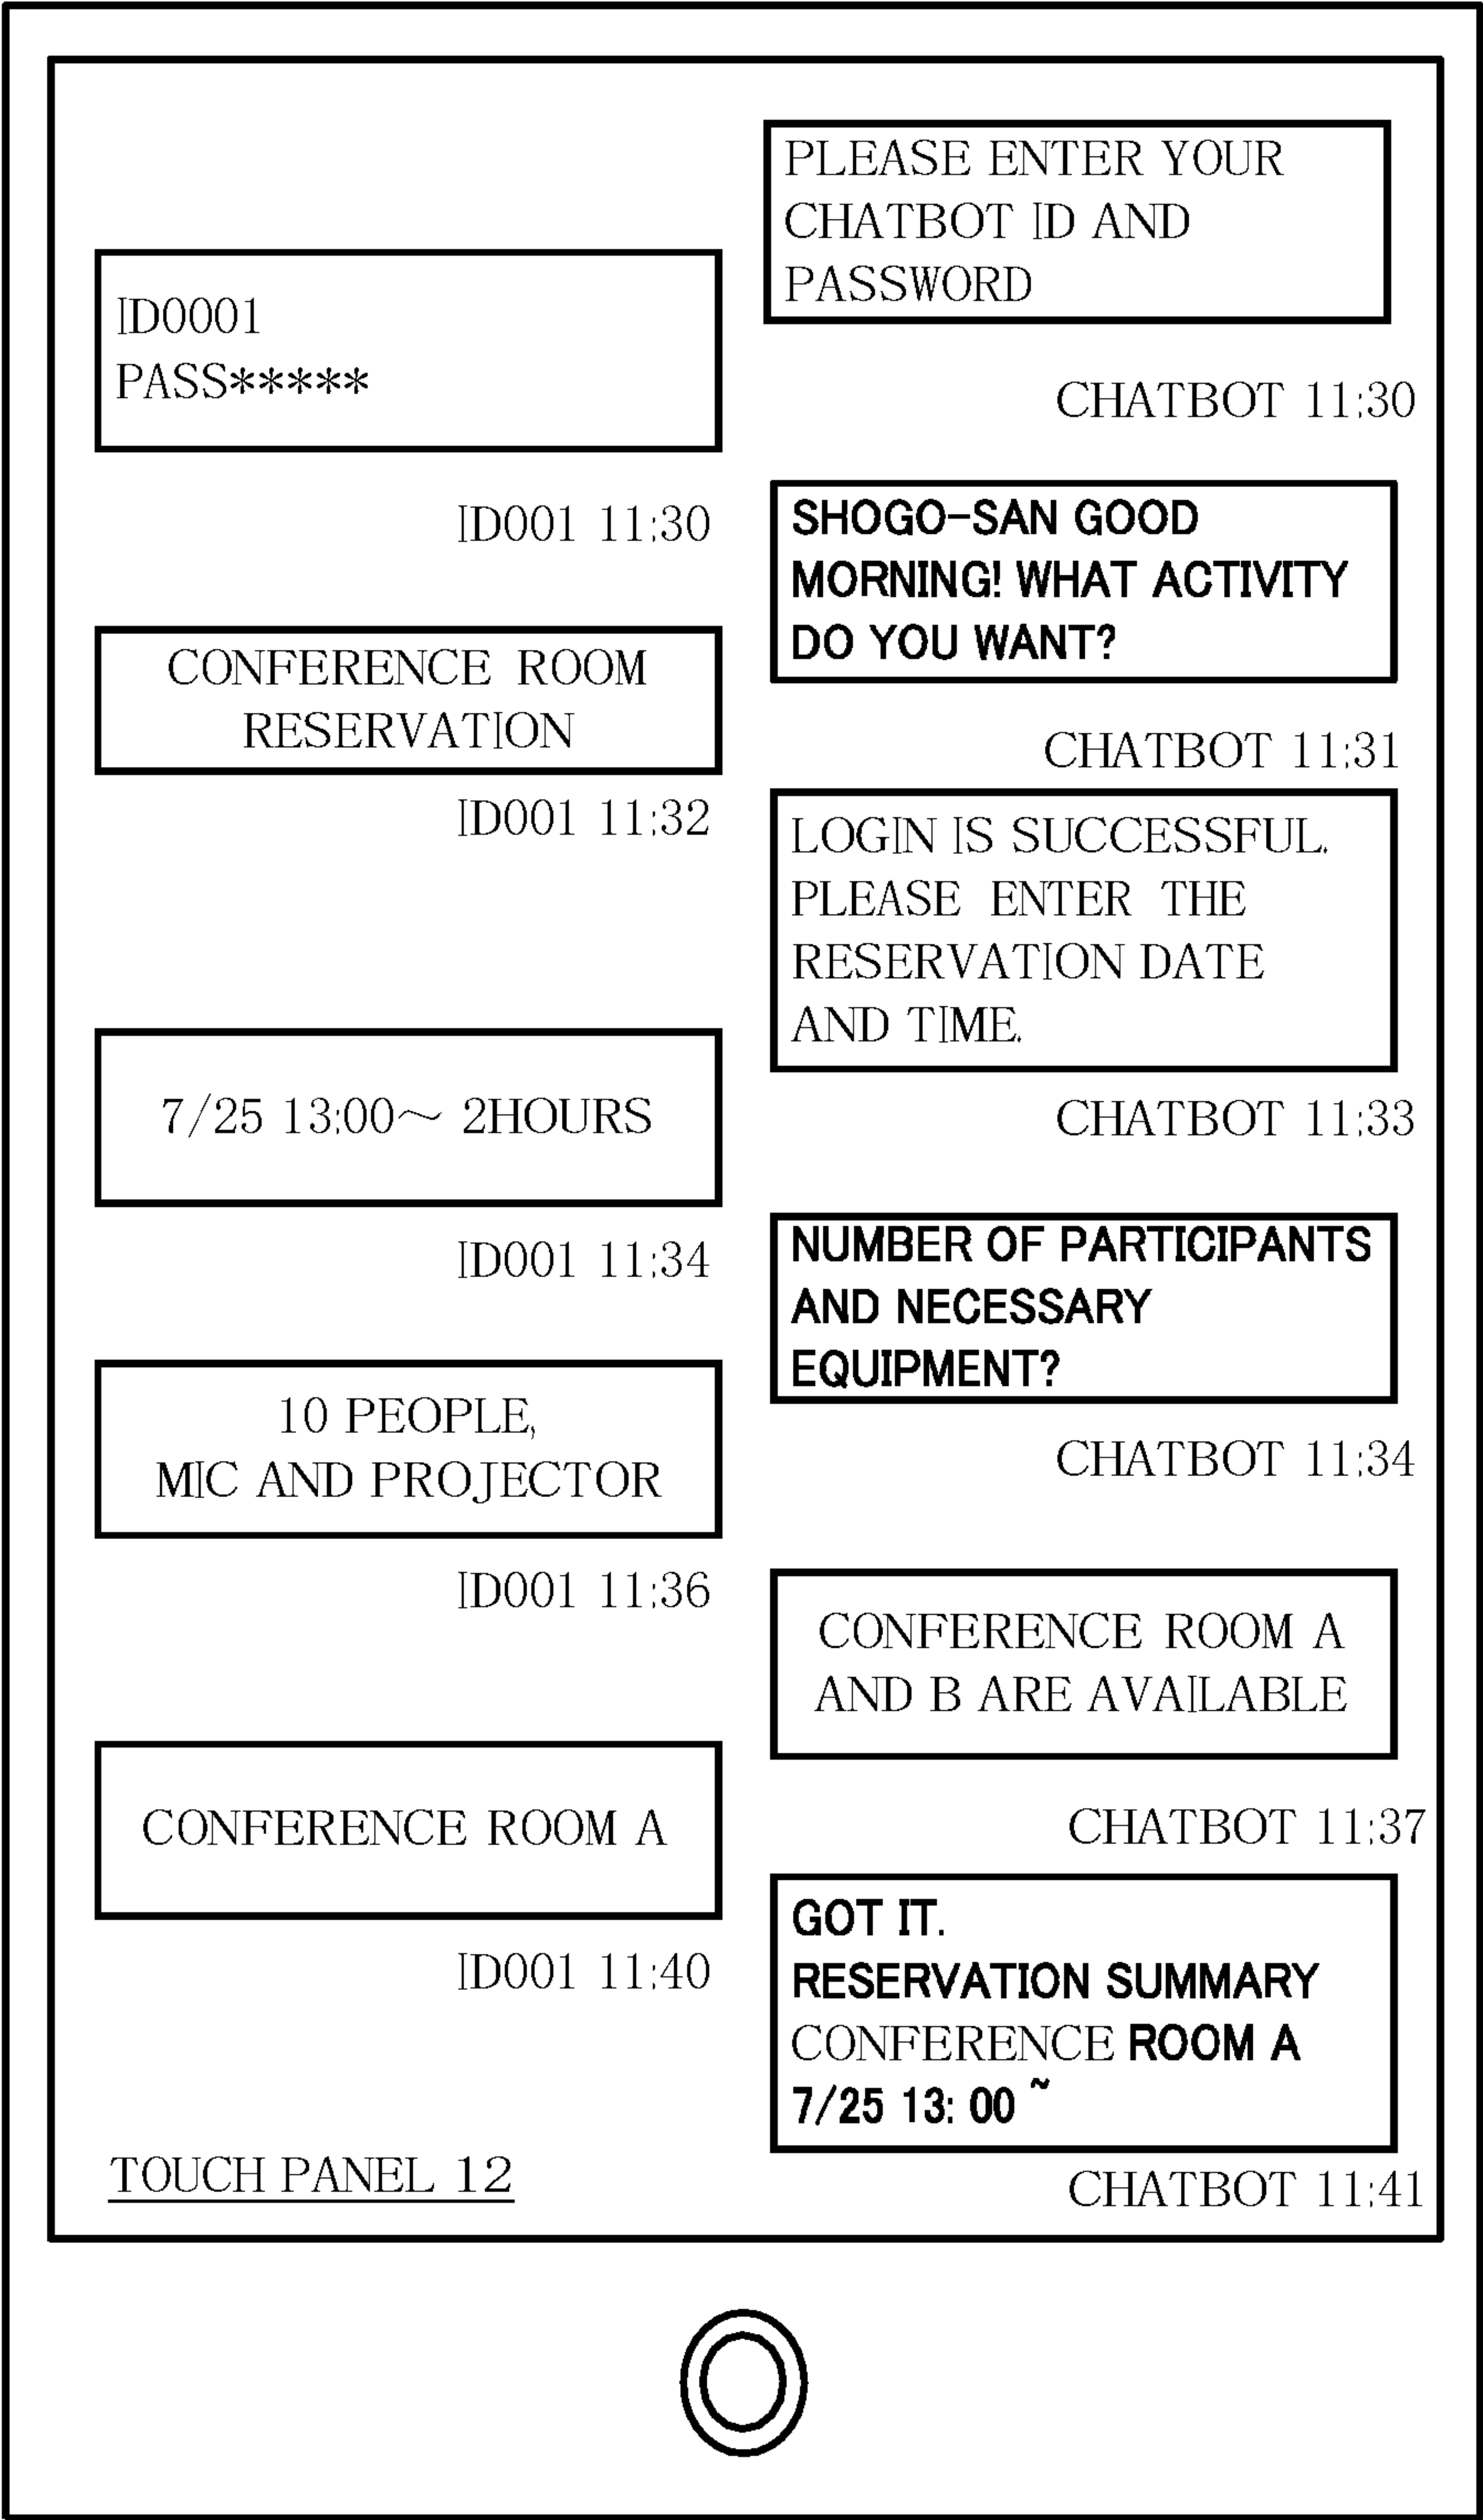 PLEASE ENTER YOUR
CHATBOT ID AND
PASSWORD
CHATBOT 11:30
ID0001
PASS*****
ID001 11:30
SHOGO-SAN GOOD
MORNING! WHAT ACTIVITY
DO YOU WANT?
CHATBOT 11:31
CONFERENCE ROOM
RESERVATION
ID001 11:32
LOGIN IS SUCCESSFUL.
PLEASE ENTER THE
RESERVATION DATE
AND TIME.
CHATBOT 11:33
7/25 13:00～ 2HOURS
ID001 11:34
NUMBER OF PARTICIPANTS
AND NECESSARY
EQUIPMENT?
CHATBOT 11:34
10 PEOPLE,
MIC AND PROJECTOR
ID001 11:36
CONFERENCE ROOM A
AND B ARE AVAILABLE
CHATBOT 11:37
CONFERENCE ROOM A
ID001 11:40
GOT IT.
RESERVATION SUMMARY
CONFERENCE ROOM A
7/25 13: 00 ~
CHATBOT 11:41
TOUCH PANEL 12